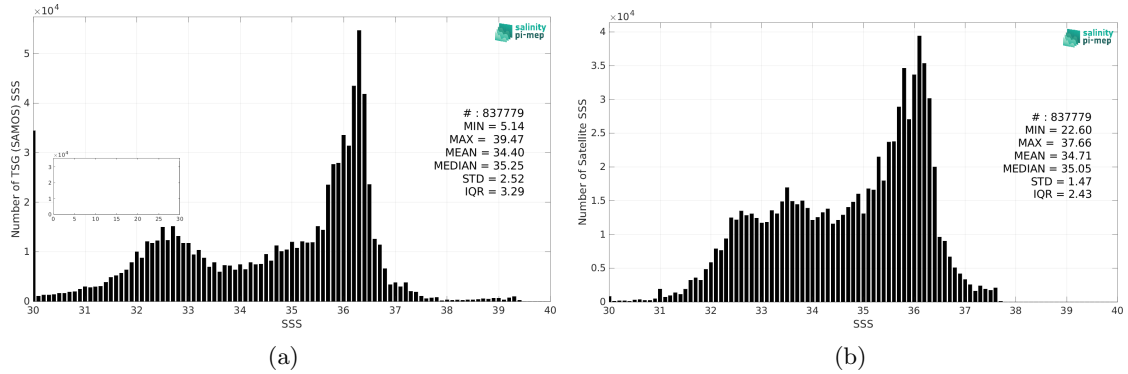 ×10⁴
salinity
pi-mep
Number of TSG (SAMOS) SSS
5
4
3
2
1
0
# : 837779
MIN = 5.14
MAX = 39.47
MEAN = 34.40
MEDIAN = 35.25
STD = 2.52
IQR = 3.29
×10⁴
3
2
1
0
0 5 10 15 20 25 30
30 31 32 33 34 35 36 37 38 39 40
SSS
(a)
×10⁴
salinity
pi-mep
Number of Satellite SSS
4
3.5
3
2.5
2
1.5
1
0.5
0
# : 837779
MIN = 22.60
MAX = 37.66
MEAN = 34.71
MEDIAN = 35.05
STD = 1.47
IQR = 2.43
30 31 32 33 34 35 36 37 38 39 40
SSS
(b)